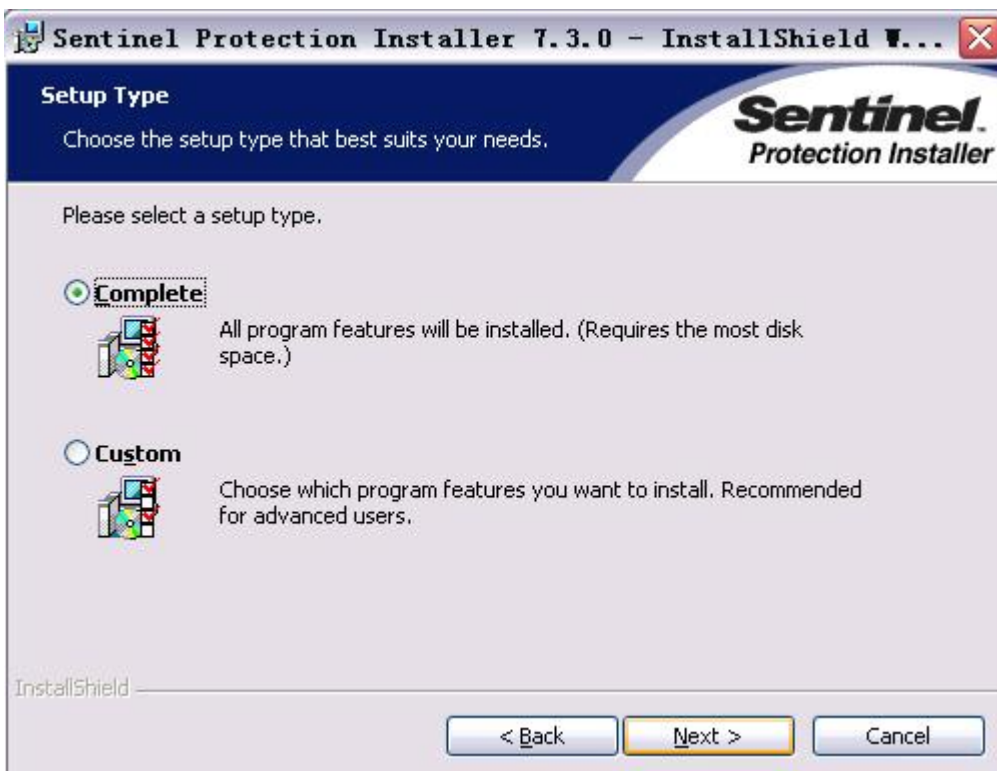 Sentinel Protection Installer 7.3.0 - InstallShield W...
Setup Type
Choose the setup type that best suits your needs.
Sentinel.
Protection Installer
Please select a setup type.
Complete
All program features will be installed. (Requires the most disk
space.)
Custom
Choose which program features you want to install. Recommended
for advanced users.
InstallShield
< Back
Next >
Cancel